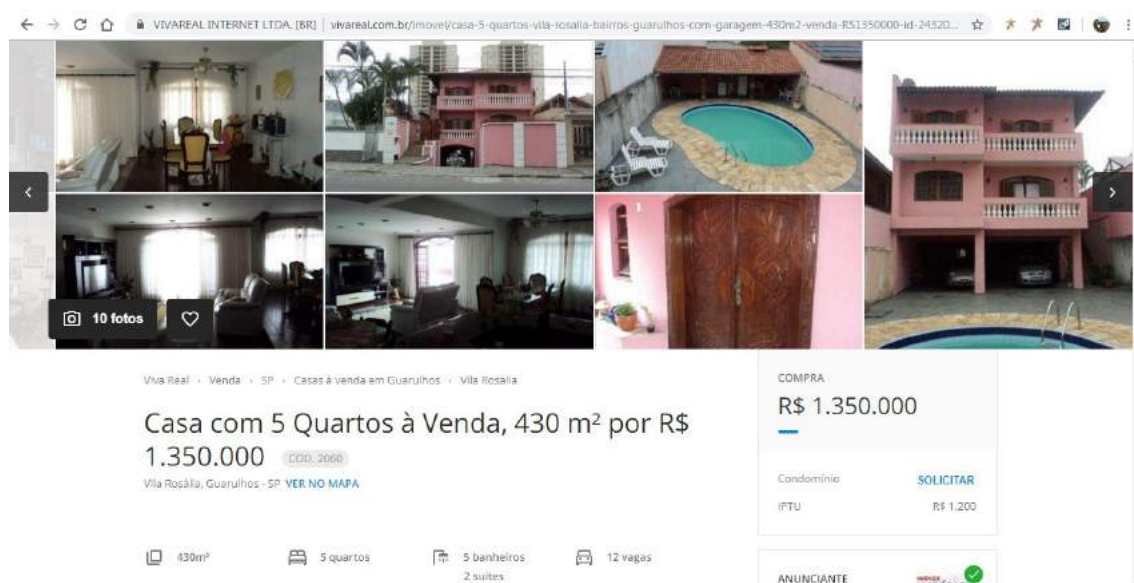 VIVAREAL INTERNET LTDA. [BR] | vivareal.com.br/imovel/casa-5-quartos-vila-rosalia-bairros-guarulhos-com-garagem-430m2-venda-RS1350000-id-24320...
10 fotos
Viva Real › Venda › SP › Casas à venda em Guarulhos › Vila Rosalia
COMPRA
R$ 1.350.000
Casa com 5 Quartos à Venda, 430 m² por R$
1.350.000 COD. 2060
Vila Rosália, Guarulhos - SP VER NO MAPA
Condomínio SOLICITAR
IPTU R$ 1.200
430m² 5 quartos 5 banheiros 12 vagas
2 suítes
ANUNCIANTE